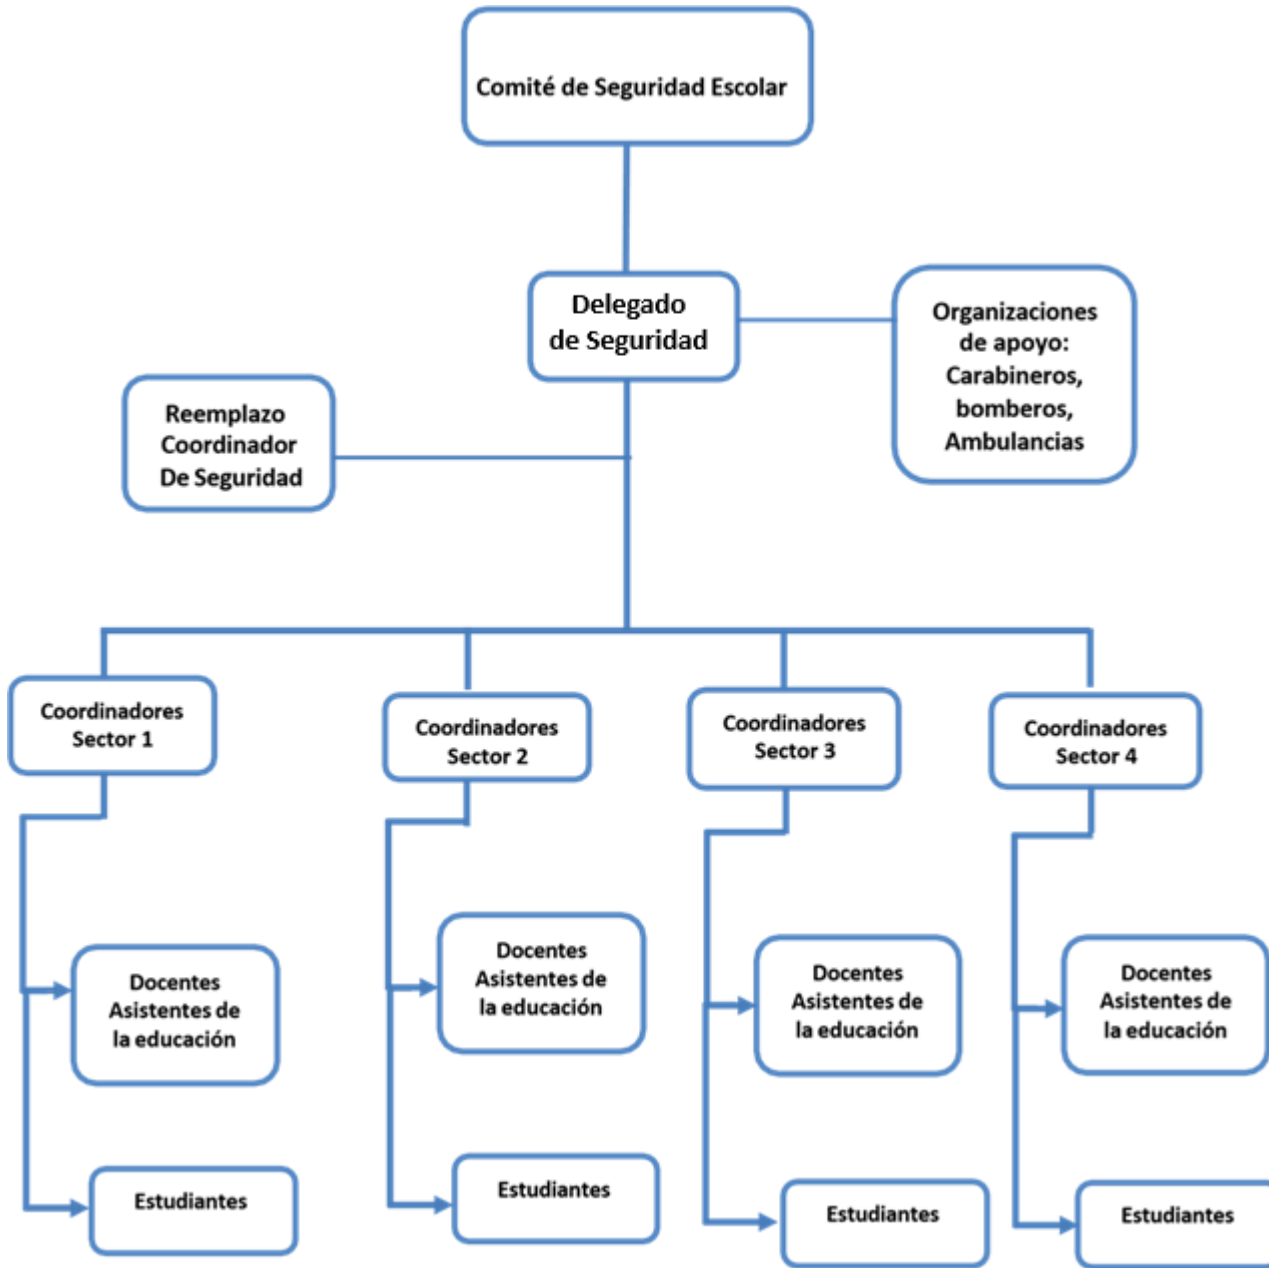 Comité de Seguridad Escolar
Delegado
de Seguridad
Organizaciones
de apoyo:
Carabineros,
bomberos,
Ambulancias
Reemplazo
Coordinador
De Seguridad
Coordinadores
Sector 1
Coordinadores
Sector 2
Coordinadores
Sector 3
Coordinadores
Sector 4
Docentes
Asistentes de
la educación
Docentes
Asistentes de
la educación
Docentes
Asistentes de
la educación
Docentes
Asistentes de
la educación
Estudiantes
Estudiantes
Estudiantes
Estudiantes